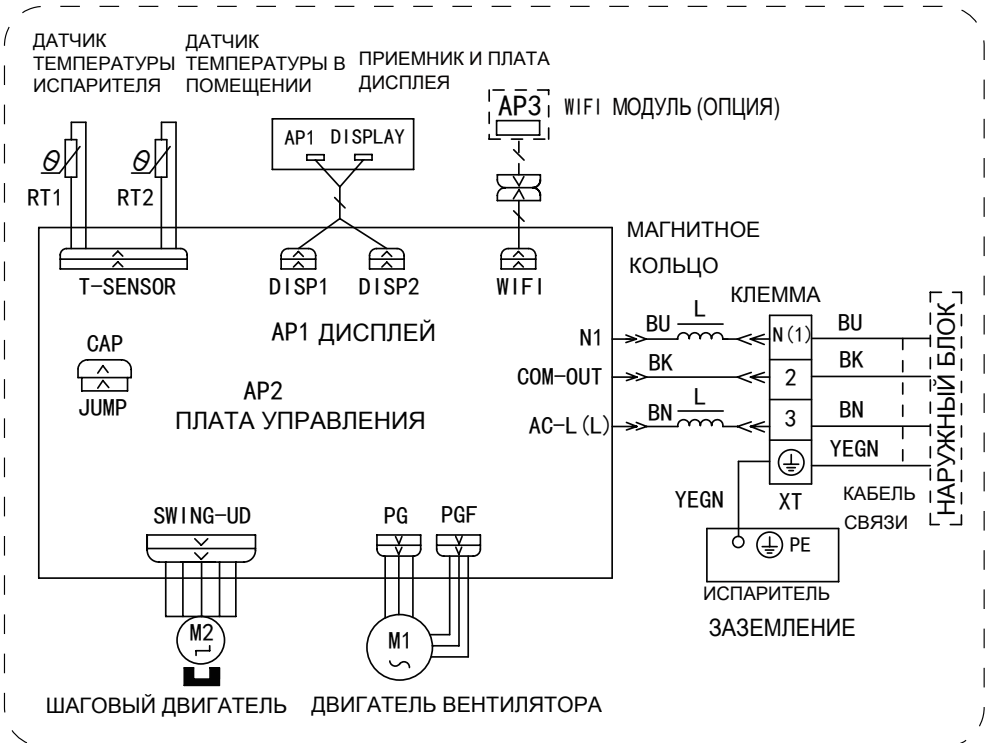 ДАТЧИК
ТЕМПЕРАТУРЫ
ИСПАРИТЕЛЯ
ДАТЧИК
ТЕМПЕРАТУРЫ В
ПОМЕЩЕНИИ
ПРИЕМНИК И ПЛАТА
ДИСПЛЕЯ
AP3
WIFI МОДУЛЬ (ОПЦИЯ)
AP1 DISPLAY
θ
θ
RT1
RT2
T-SENSOR
DISP1
DISP2
WIFI
МАГНИТНОЕ
КОЛЬЦО
AP1 ДИСПЛЕЙ
КЛЕММА
CAP
JUMP
AP2
ПЛАТА УПРАВЛЕНИЯ
N1
BU
L
N(1)
BU
COM-OUT
BK
2
BK
AC-L(L)
BN
L
3
BN
YEGN
YEGN
XT
КАБЕЛЬ
СВЯЗИ
НАРУЖНЫЙ БЛОК
SWING-UD
PG
PGF
PE
ИСПАРИТЕЛЬ
ЗАЗЕМЛЕНИЕ
M2
M1
ШАГОВЫЙ ДВИГАТЕЛЬ
ДВИГАТЕЛЬ ВЕНТИЛЯТОРА